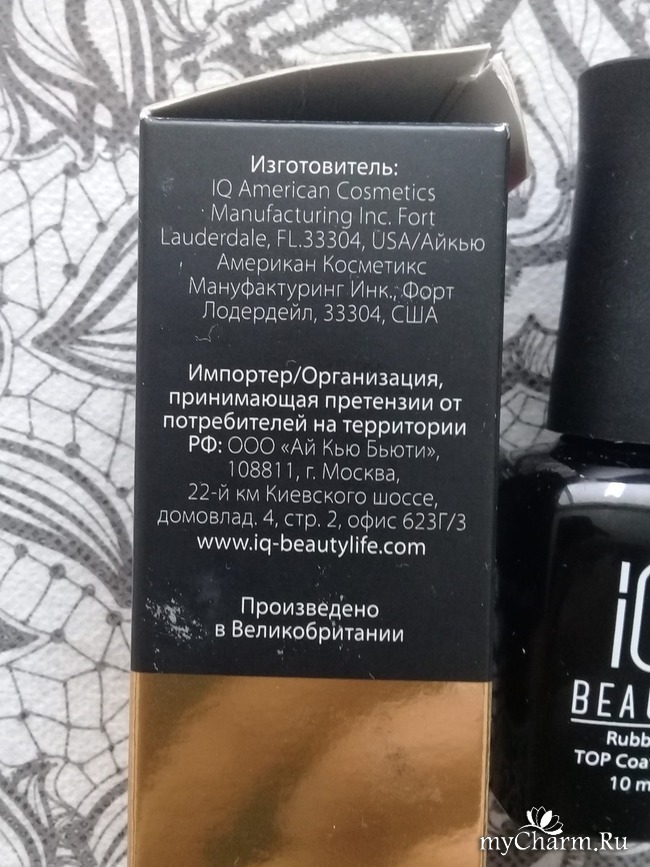 Изготовитель:
IQ American Cosmetics
Manufacturing Inc. Fort
Lauderdale, FL.33304, USA/Айкью
Американ Косметикс
Мануфактуринг Инк., Форт
Лодердейл, 33304, США
Импортер/Организация,
принимающая претензии от
потребителей на территории
РФ: ООО «Ай Кью Бьюти»,
108811, г. Москва,
22-й км Киевского шоссе,
домовлад. 4, стр. 2, офис 623Г/3
www.iq-beautylife.com
Произведено
в Великобритании
BEAU
Rubb
TOP Coa
10 m
myCharm.Ru